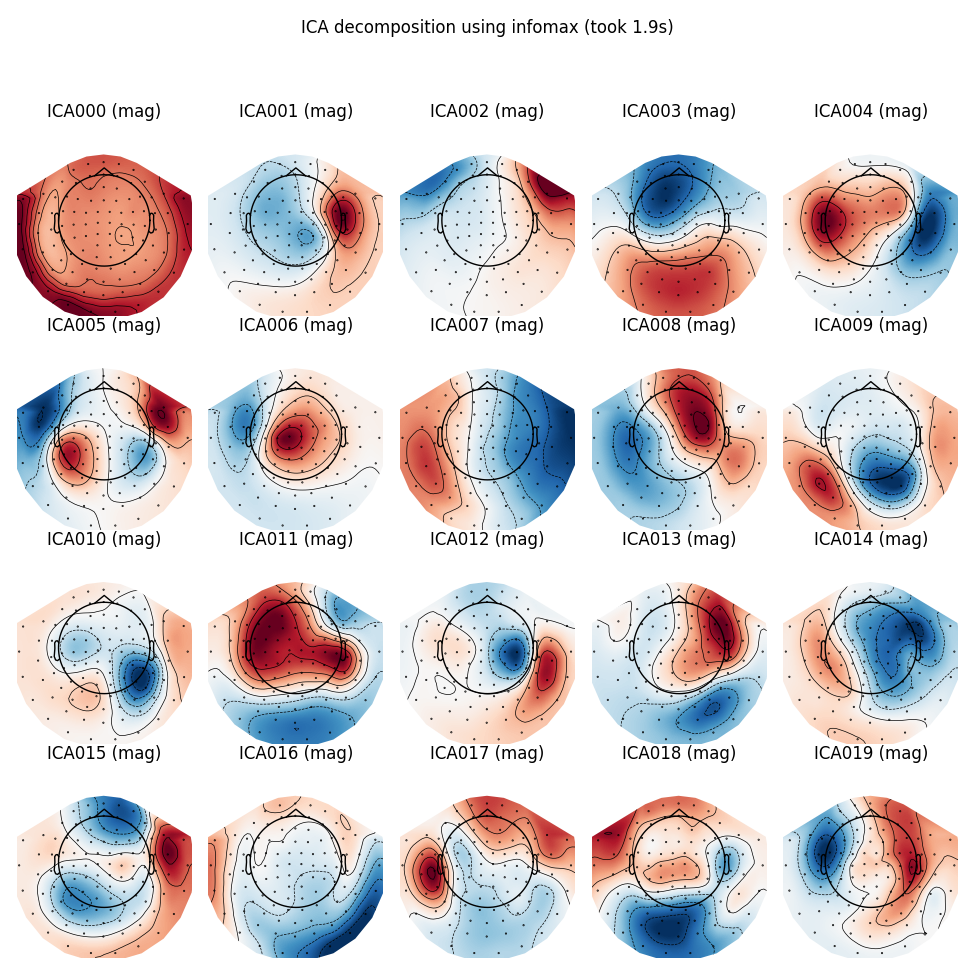 ICA decomposition using infomax (took 1.9s)
ICA000 (mag) ICA001 (mag) ICA002 (mag) ICA003 (mag) ICA004 (mag)
ICA005 (mag) ICA006 (mag) ICA007 (mag) ICA008 (mag) ICA009 (mag)
ICA010 (mag) ICA011 (mag) ICA012 (mag) ICA013 (mag) ICA014 (mag)
ICA015 (mag) ICA016 (mag) ICA017 (mag) ICA018 (mag) ICA019 (mag)